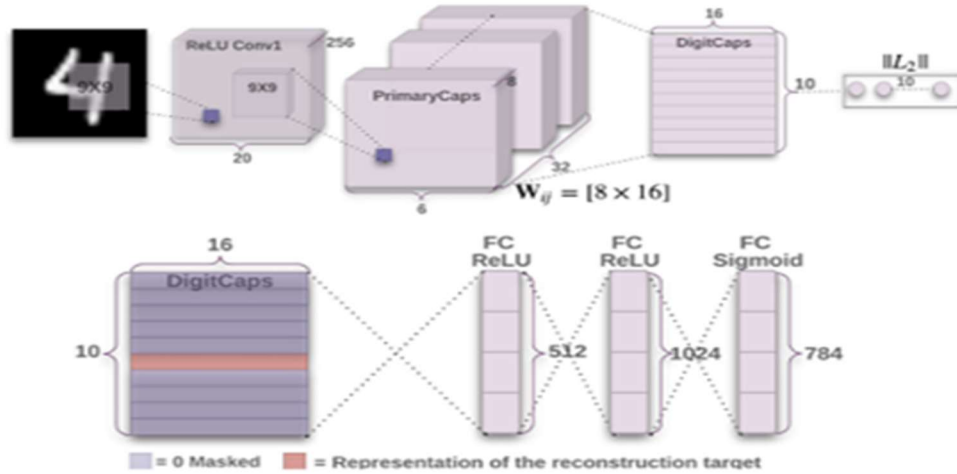 9X9
ReLU Conv1
256
9X9
20
PrimaryCaps
8
6
32
W_ij = [8 × 16]
16
DigitCaps
10
||L₂||
10
16
DigitCaps
10
FC
ReLU
512
FC
ReLU
1024
FC
Sigmoid
784
= 0 Masked
= Representation of the reconstruction target